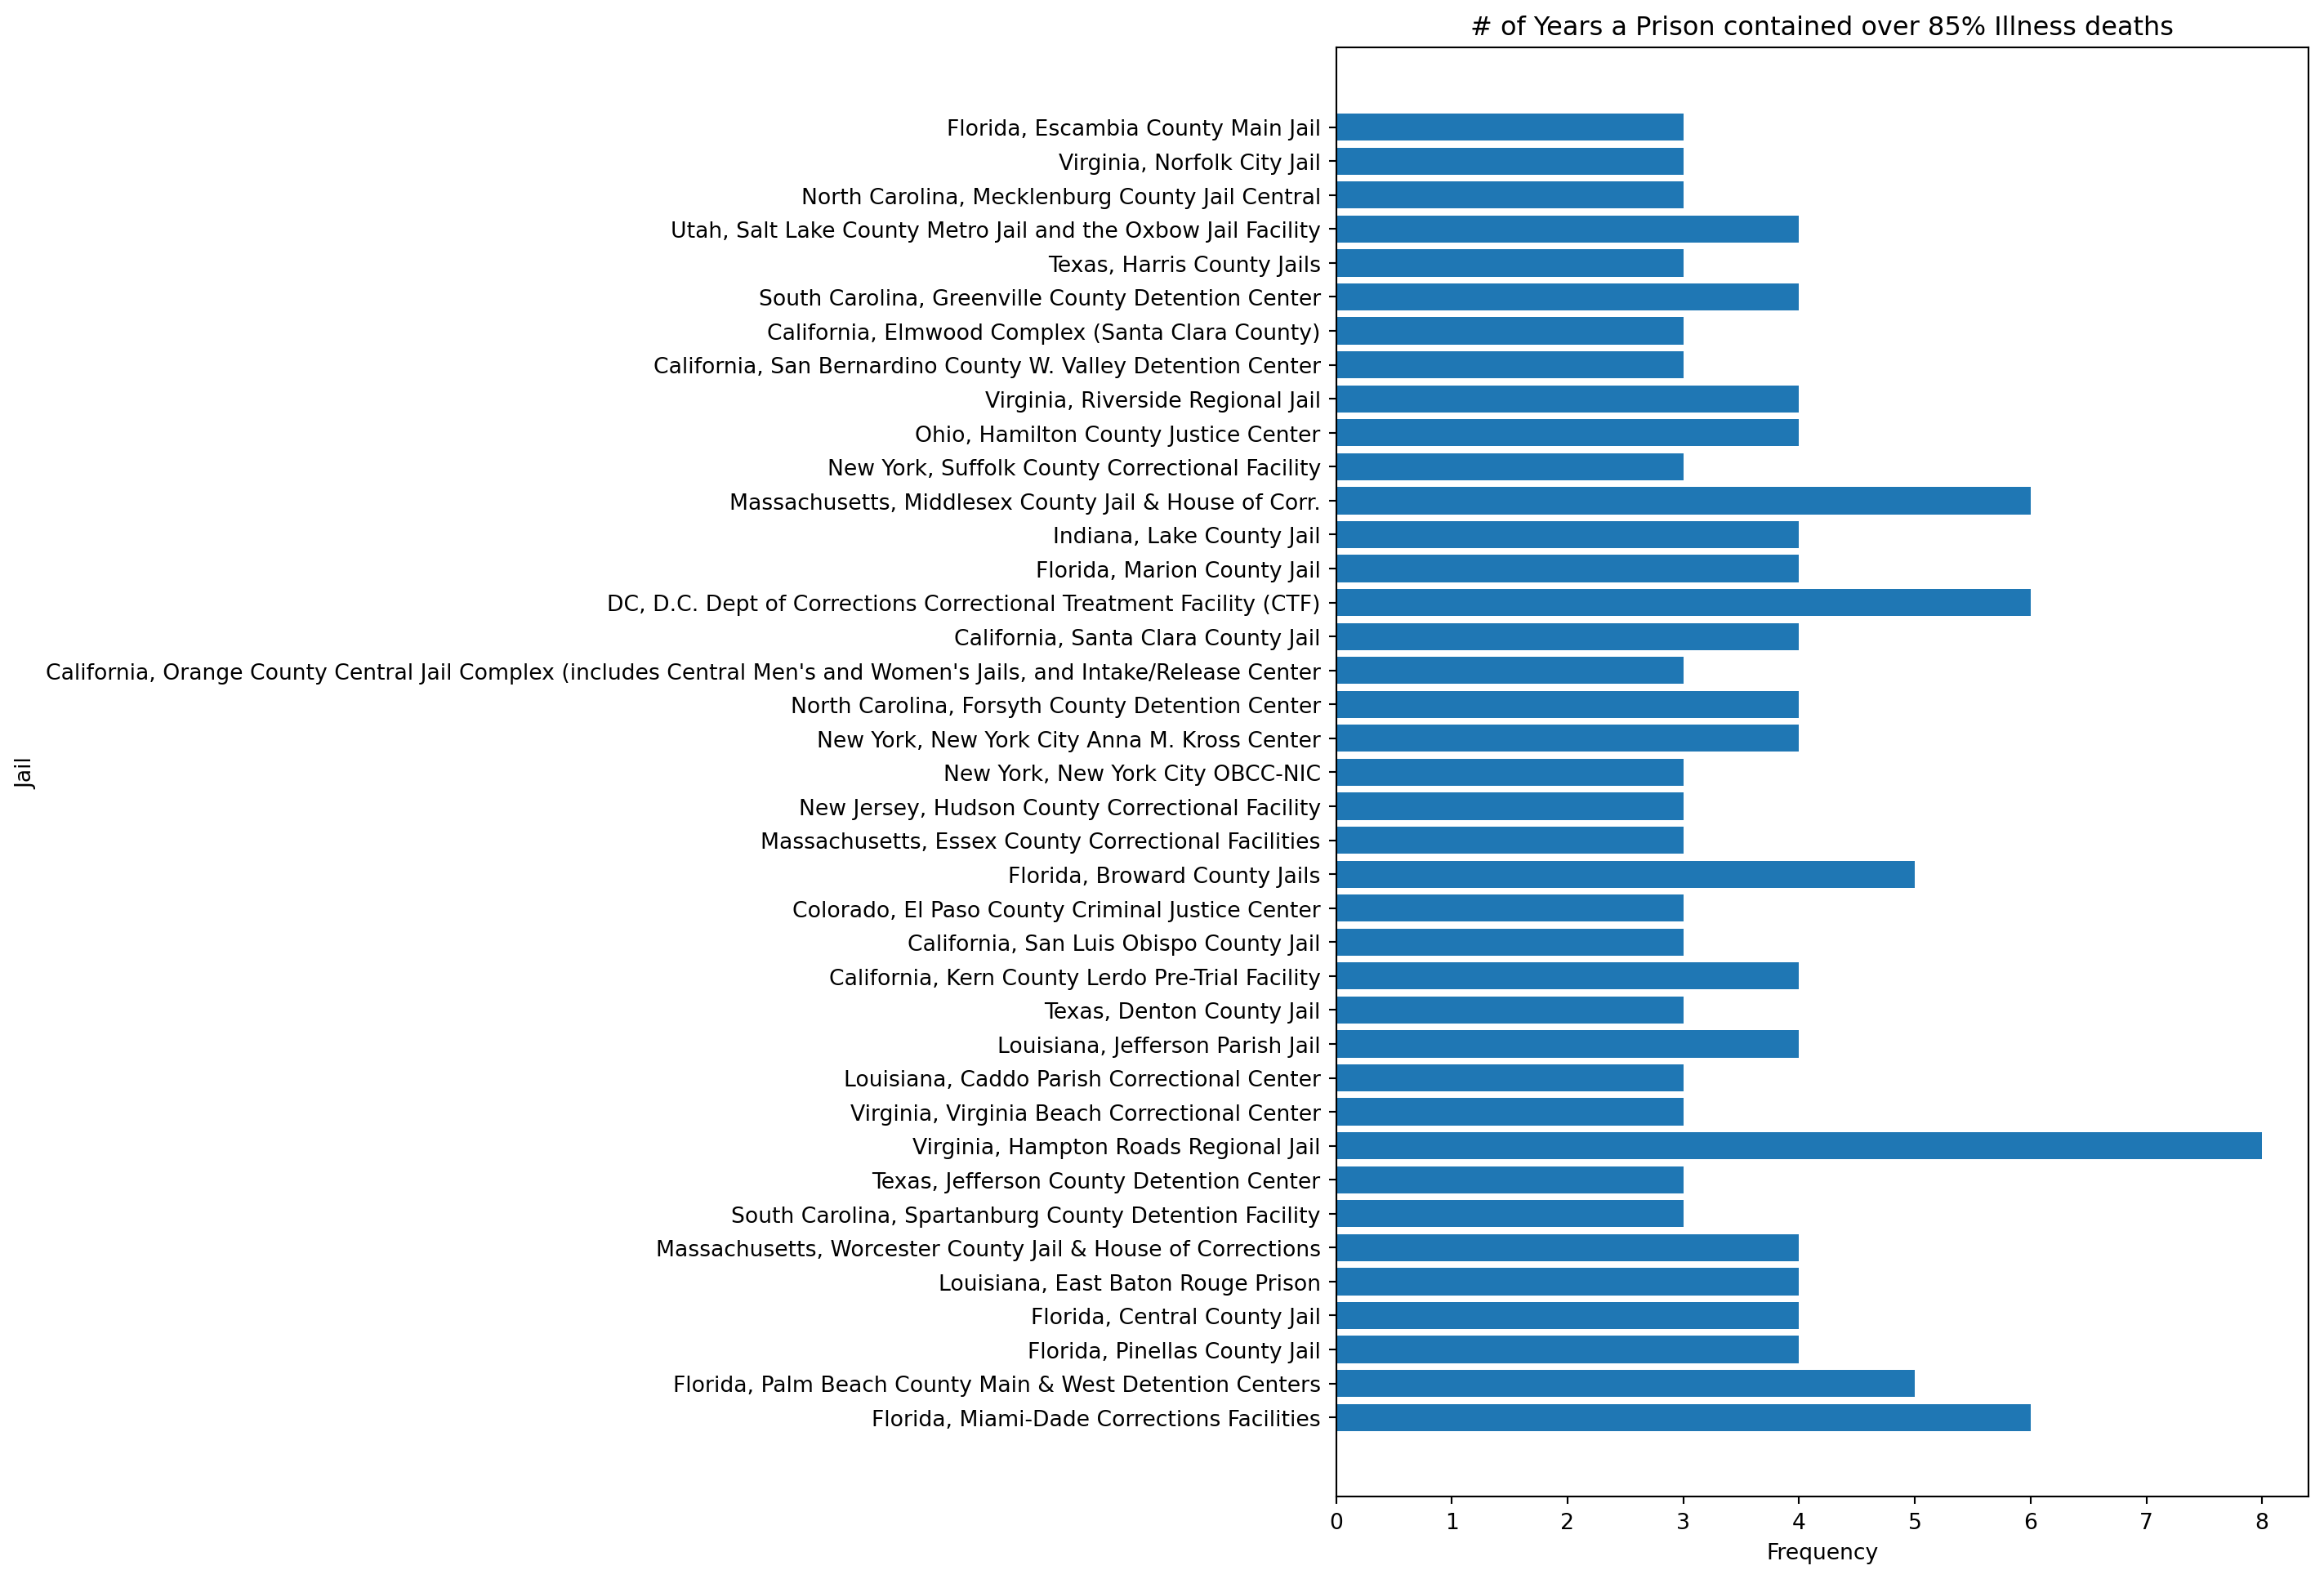 # of Years a Prison contained over 85% Illness deaths
Florida, Escambia County Main Jail
Virginia, Norfolk City Jail
North Carolina, Mecklenburg County Jail Central
Utah, Salt Lake County Metro Jail and the Oxbow Jail Facility
Texas, Harris County Jails
South Carolina, Greenville County Detention Center
California, Elmwood Complex (Santa Clara County)
California, San Bernardino County W. Valley Detention Center
Virginia, Riverside Regional Jail
Ohio, Hamilton County Justice Center
New York, Suffolk County Correctional Facility
Massachusetts, Middlesex County Jail & House of Corr.
Indiana, Lake County Jail
Florida, Marion County Jail
DC, D.C. Dept of Corrections Correctional Treatment Facility (CTF)
California, Santa Clara County Jail
California, Orange County Central Jail Complex (includes Central Men's and Women's Jails, and Intake/Release Center
North Carolina, Forsyth County Detention Center
New York, New York City Anna M. Kross Center
New York, New York City OBCC-NIC
New Jersey, Hudson County Correctional Facility
Massachusetts, Essex County Correctional Facilities
Florida, Broward County Jails
Colorado, El Paso County Criminal Justice Center
California, San Luis Obispo County Jail
California, Kern County Lerdo Pre-Trial Facility
Texas, Denton County Jail
Louisiana, Jefferson Parish Jail
Louisiana, Caddo Parish Correctional Center
Virginia, Virginia Beach Correctional Center
Virginia, Hampton Roads Regional Jail
Texas, Jefferson County Detention Center
South Carolina, Spartanburg County Detention Facility
Massachusetts, Worcester County Jail & House of Corrections
Louisiana, East Baton Rouge Prison
Florida, Central County Jail
Florida, Pinellas County Jail
Florida, Palm Beach County Main & West Detention Centers
Florida, Miami-Dade Corrections Facilities
Jail
0 1 2 3 4 5 6 7 8
Frequency